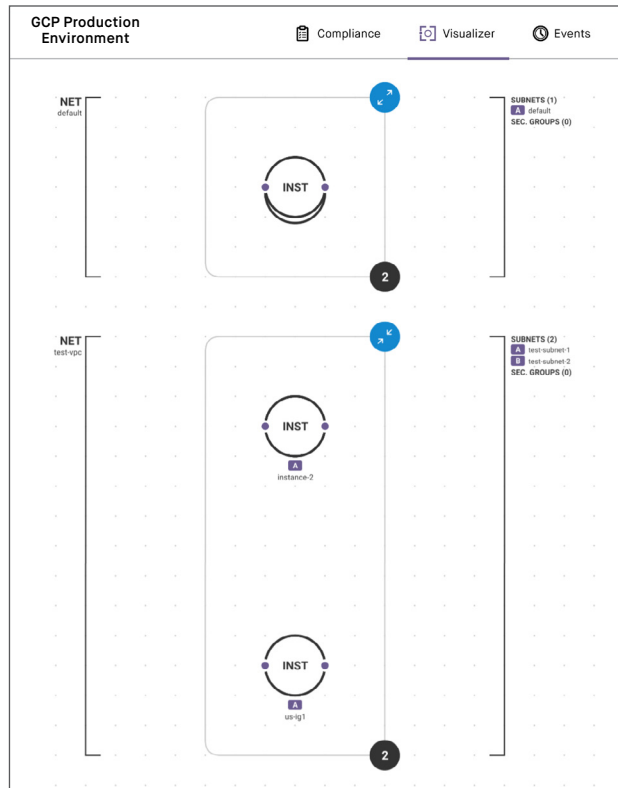 GCP Production
Environment
Compliance
Visualizer
Events
NET
default
SUBNETS (1)
A default
SEC. GROUPS (0)
INST
2
NET
test-vpc
SUBNETS (2)
A test-subnet-1
B test-subnet-2
SEC. GROUPS (0)
INST
A
instance-2
INST
A
us-ig1
2